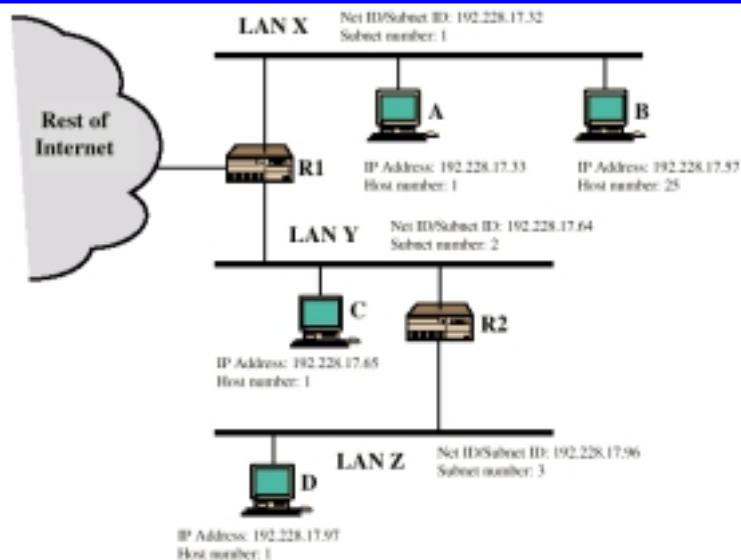 LAN X
Net ID/Subnet ID: 192.228.17.32
Subnet number: 1
Rest of
Internet
R1
A
B
IP Address: 192.228.17.33
Host number: 1
IP Address: 192.228.17.57
Host number: 25
LAN Y
Net ID/Subnet ID: 192.228.17.64
Subnet number: 2
C
R2
IP Address: 192.228.17.65
Host number: 1
LAN Z
Net ID/Subnet ID: 192.228.17.96
Subnet number: 3
D
IP Address: 192.228.17.97
Host number: 1